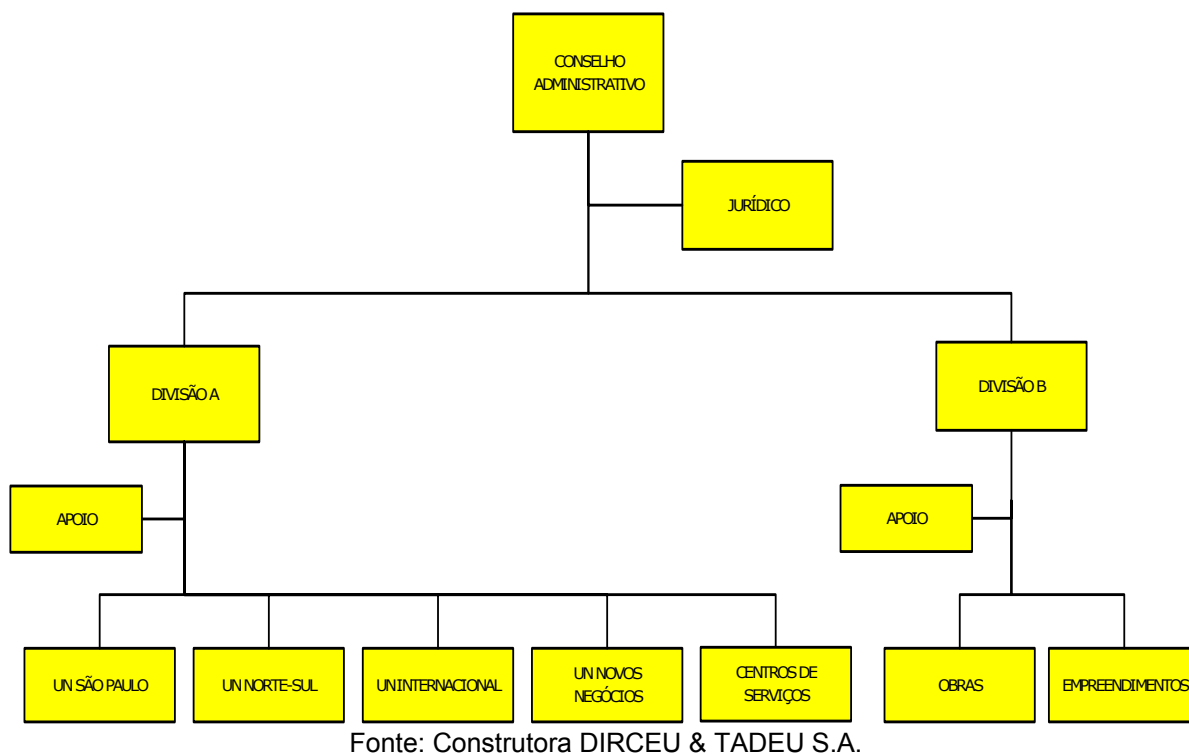 CONSELHO
ADMINISTRATIVO
JURÍDICO
DIVISÃO A
DIVISÃO B
APOIO
APOIO
UN SÃO PAULO
UN NORTE-SUL
UN INTERNACIONAL
UN NOVOS
NEGÓCIOS
CENTROS DE
SERVIÇOS
OBRAS
EMPREENDIMENTOS
Fonte: Construtora DIRCEU & TADEU S.A.